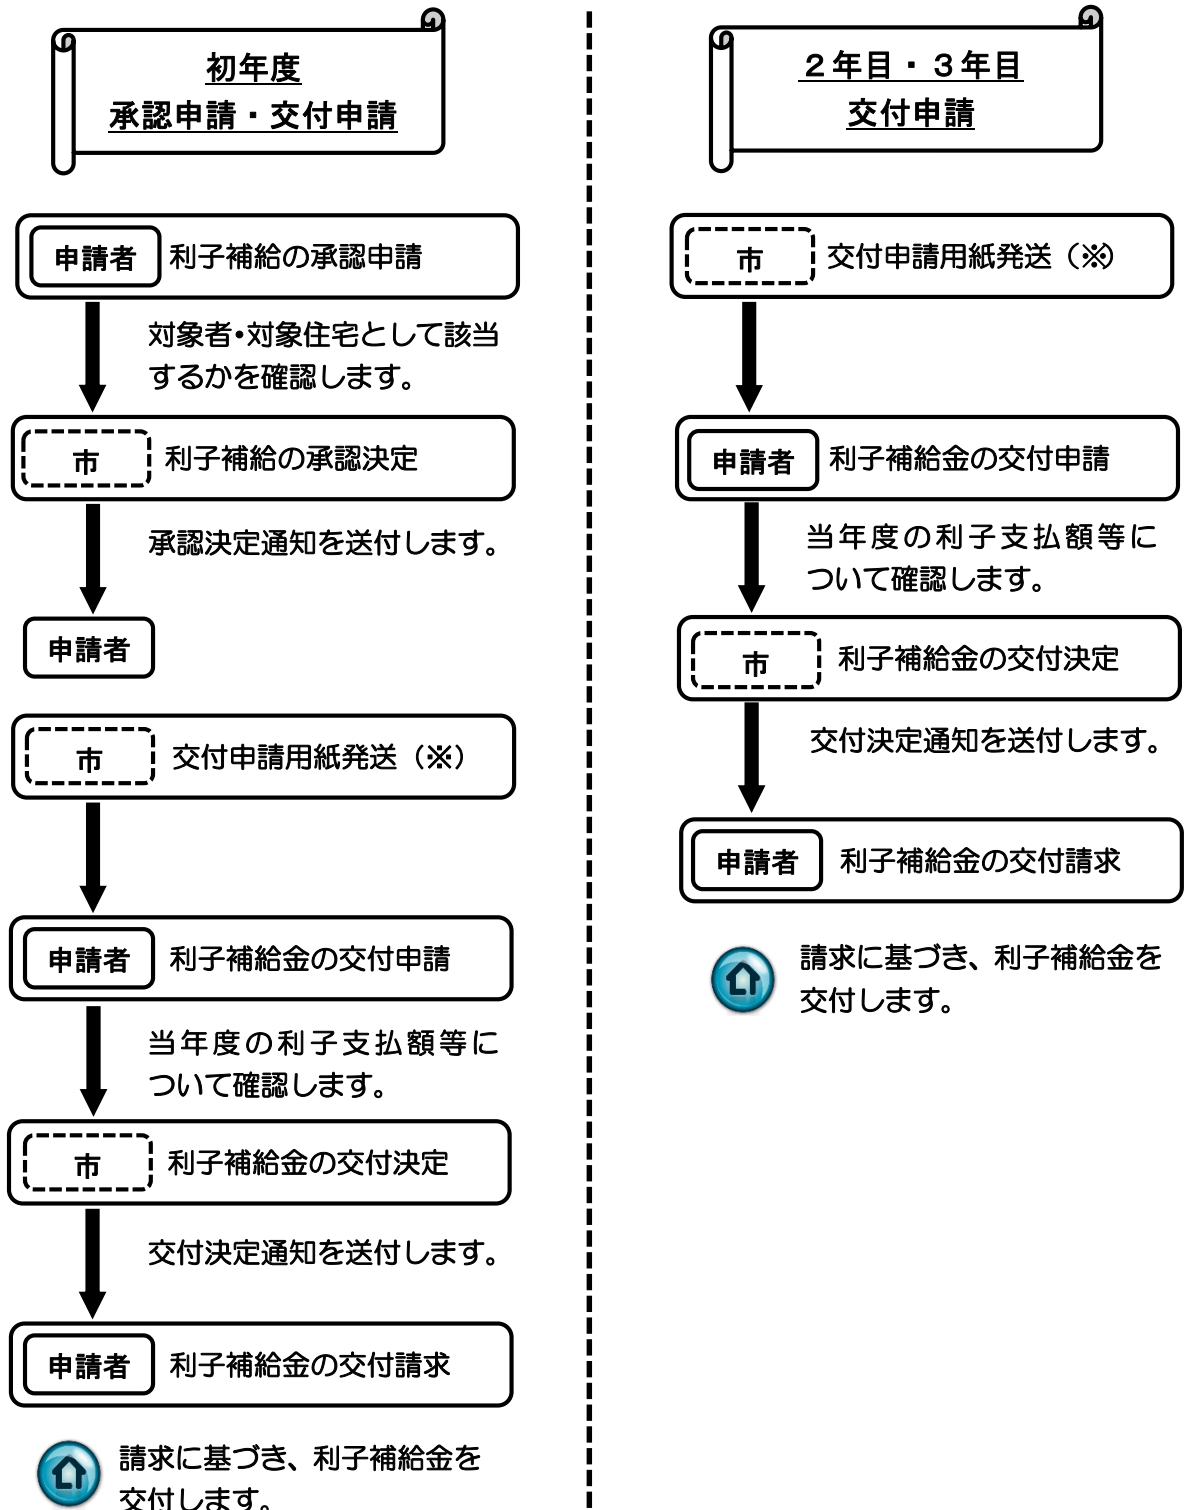 初年度
承認申請・交付申請
申請者 利子補給の承認申請
対象者・対象住宅として該当
するかを確認します。
市 利子補給の承認決定
承認決定通知を送付します。
申請者
市 交付申請用紙発送（※）
申請者 利子補給金の交付申請
当年度の利子支払額等に
ついて確認します。
市 利子補給金の交付決定
交付決定通知を送付します。
申請者 利子補給金の交付請求
請求に基づき、利子補給金を
交付します。
２年目・３年目
交付申請
市 交付申請用紙発送（※）
申請者 利子補給金の交付申請
当年度の利子支払額等に
ついて確認します。
市 利子補給金の交付決定
交付決定通知を送付します。
申請者 利子補給金の交付請求
請求に基づき、利子補給金を
交付します。